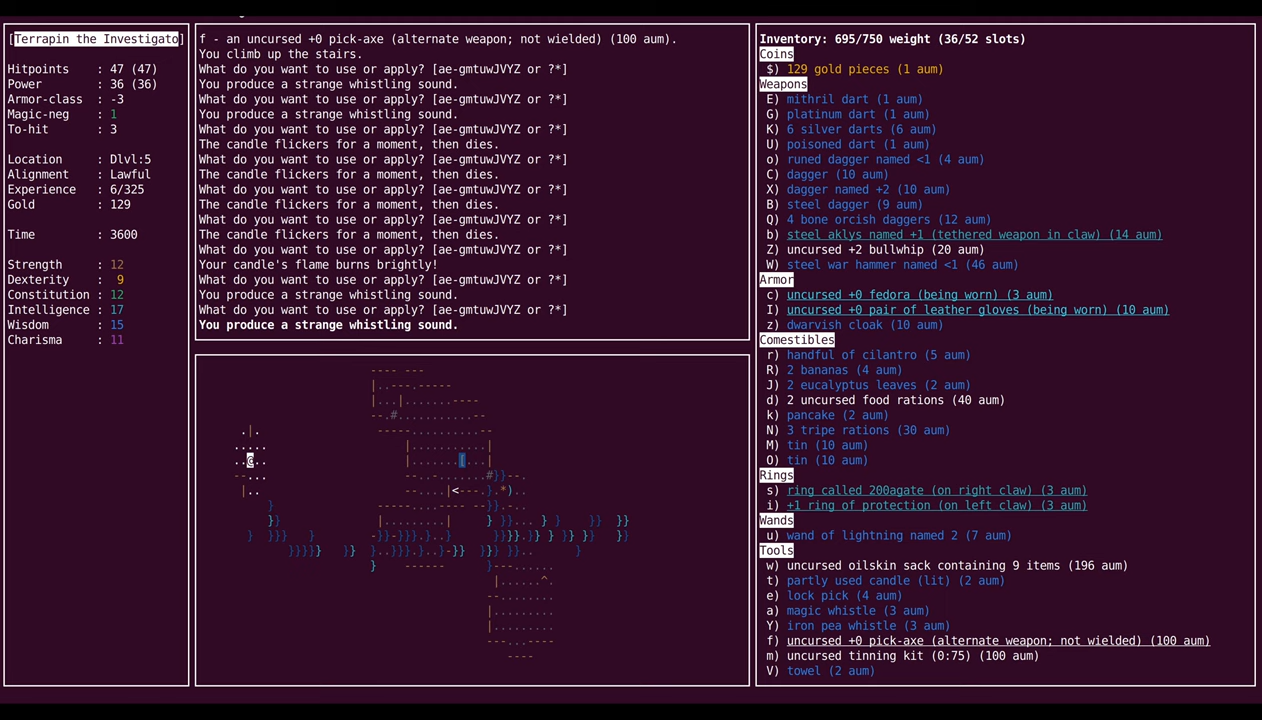 [Terrapin the Investigato]
Hitpoints : 47 (47)
Power : 36 (36)
Armor-class : -3
Magic-neg : 1
To-hit : 3
Location : Dlvl:5
Alignment : Lawful
Experience : 6/325
Gold : 129
Time : 3600
Strength : 12
Dexterity : 9
Constitution : 12
Intelligence : 17
Wisdom : 15
Charisma : 11
f - an uncursed +0 pick-axe (alternate weapon; not wielded) (100 aum).
You climb up the stairs.
What do you want to use or apply? [ae-gmtuwJVYZ or ?*]
You produce a strange whistling sound.
What do you want to use or apply? [ae-gmtuwJVYZ or ?*]
You produce a strange whistling sound.
What do you want to use or apply? [ae-gmtuwJVYZ or ?*]
The candle flickers for a moment, then dies.
What do you want to use or apply? [ae-gmtuwJVYZ or ?*]
The candle flickers for a moment, then dies.
What do you want to use or apply? [ae-gmtuwJVYZ or ?*]
The candle flickers for a moment, then dies.
What do you want to use or apply? [ae-gmtuwJVYZ or ?*]
The candle flickers for a moment, then dies.
What do you want to use or apply? [ae-gmtuwJVYZ or ?*]
Your candle's flame burns brightly!
What do you want to use or apply? [ae-gmtuwJVYZ or ?*]
You produce a strange whistling sound.
What do you want to use or apply? [ae-gmtuwJVYZ or ?*]
You produce a strange whistling sound.
Inventory: 695/750 weight (36/52 slots)
Coins
$) 129 gold pieces (1 aum)
Weapons
E) mithril dart (1 aum)
G) platinum dart (1 aum)
K) 6 silver darts (6 aum)
U) poisoned dart (1 aum)
o) runed dagger named <1 (4 aum)
C) dagger (10 aum)
X) dagger named +2 (10 aum)
B) steel dagger (9 aum)
Q) 4 bone orcish daggers (12 aum)
b) steel aklys named +1 (tethered weapon in claw) (14 aum)
Z) uncursed +2 bullwhip (20 aum)
W) steel war hammer named <1 (46 aum)
Armor
c) uncursed +0 fedora (being worn) (3 aum)
I) uncursed +0 pair of leather gloves (being worn) (10 aum)
z) dwarvish cloak (10 aum)
Comestibles
r) handful of cilantro (5 aum)
R) 2 bananas (4 aum)
J) 2 eucalyptus leaves (2 aum)
d) 2 uncursed food rations (40 aum)
k) pancake (2 aum)
N) 3 tripe rations (30 aum)
M) tin (10 aum)
O) tin (10 aum)
Rings
s) ring called 200agate (on right claw) (3 aum)
i) +1 ring of protection (on left claw) (3 aum)
Wands
u) wand of lightning named 2 (7 aum)
Tools
w) uncursed oilskin sack containing 9 items (196 aum)
t) partly used candle (lit) (2 aum)
e) lock pick (4 aum)
a) magic whistle (3 aum)
Y) iron pea whistle (3 aum)
f) uncursed +0 pick-axe (alternate weapon; not wielded) (100 aum)
m) uncursed tinning kit (0:75) (100 aum)
V) towel (2 aum)